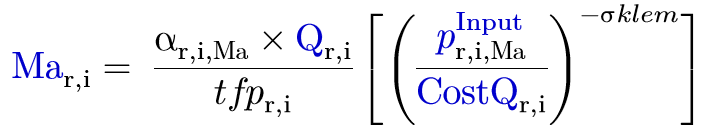 Ma_{r,i} = \frac{α_{r,i,Ma} × Q_{r,i}}{tfp_{r,i}} \left[ \left( \frac{p^{Input}_{r,i,Ma}}{CostQ_{r,i}} \right)^{-σklem} \right]